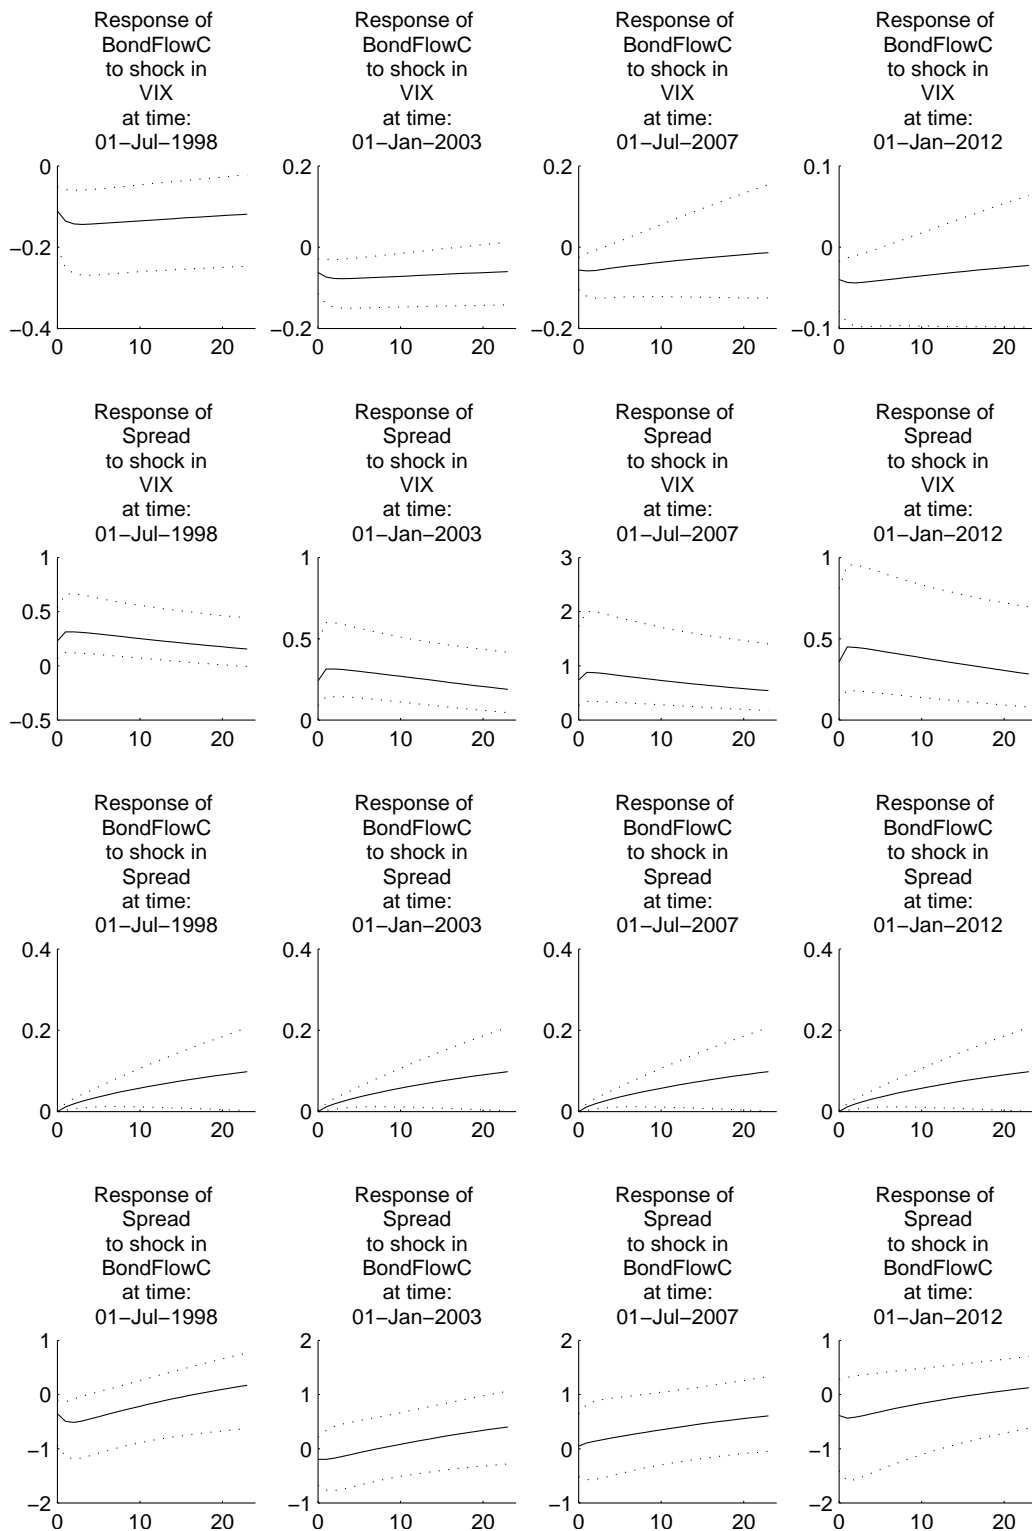 Response of
BondFlowC
to shock in
VIX
at time:
01−Jul−1998
Response of
BondFlowC
to shock in
VIX
at time:
01−Jan−2003
Response of
BondFlowC
to shock in
VIX
at time:
01−Jul−2007
Response of
BondFlowC
to shock in
VIX
at time:
01−Jan−2012
0
−0.2
−0.4
0 10 20
0.2
0
−0.2
0 10 20
0.2
0
−0.2
0 10 20
0.1
0
−0.1
0 10 20
Response of
Spread
to shock in
VIX
at time:
01−Jul−1998
Response of
Spread
to shock in
VIX
at time:
01−Jan−2003
Response of
Spread
to shock in
VIX
at time:
01−Jul−2007
Response of
Spread
to shock in
VIX
at time:
01−Jan−2012
1
0.5
0
−0.5
0 10 20
1
0.5
0
0 10 20
3
2
1
0
0 10 20
1
0.5
0
0 10 20
Response of
BondFlowC
to shock in
Spread
at time:
01−Jul−1998
Response of
BondFlowC
to shock in
Spread
at time:
01−Jan−2003
Response of
BondFlowC
to shock in
Spread
at time:
01−Jul−2007
Response of
BondFlowC
to shock in
Spread
at time:
01−Jan−2012
0.4
0.2
0
0 10 20
0.4
0.2
0
0 10 20
0.4
0.2
0
0 10 20
0.4
0.2
0
0 10 20
Response of
Spread
to shock in
BondFlowC
at time:
01−Jul−1998
Response of
Spread
to shock in
BondFlowC
at time:
01−Jan−2003
Response of
Spread
to shock in
BondFlowC
at time:
01−Jul−2007
Response of
Spread
to shock in
BondFlowC
at time:
01−Jan−2012
1
0
−1
−2
0 10 20
2
1
0
−1
0 10 20
2
1
0
−1
0 10 20
1
0
−1
−2
0 10 20